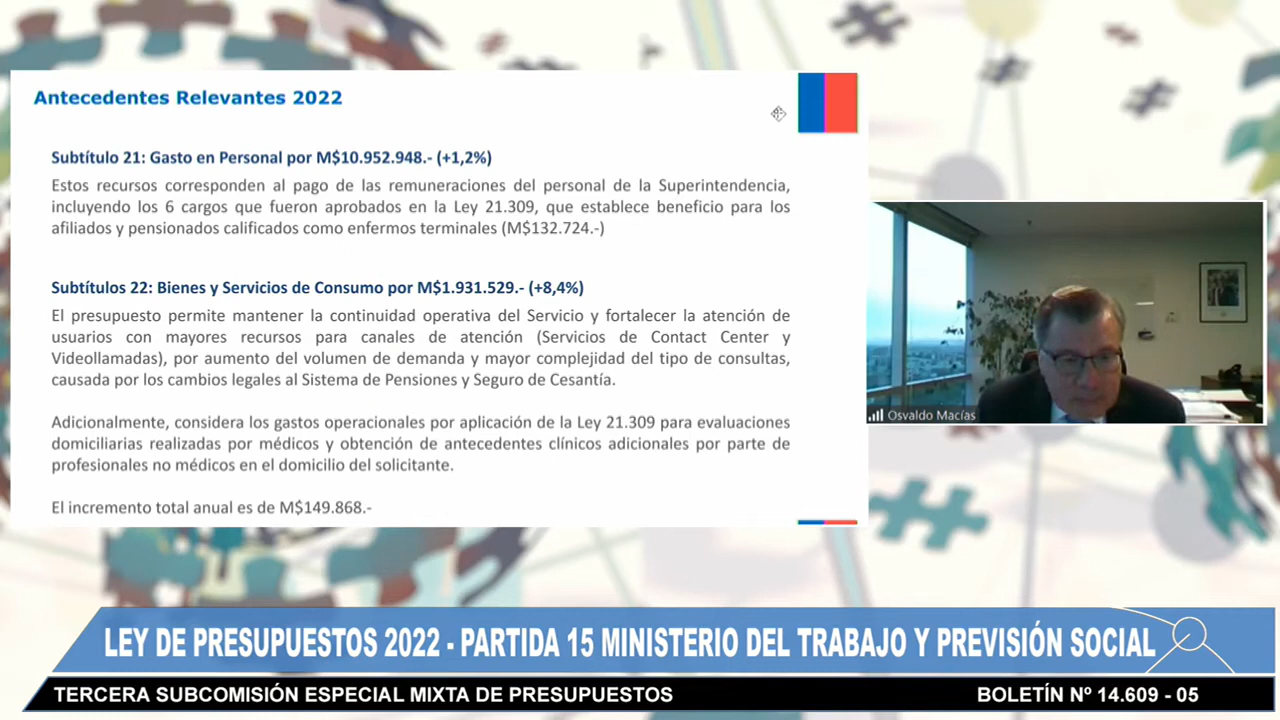 Antecedentes Relevantes 2022
Subtítulo 21: Gasto en Personal por M$10.952.948.- (+1,2%)
Estos recursos corresponden al pago de las remuneraciones del personal de la Superintendencia,
incluyendo los 6 cargos que fueron aprobados en la Ley 21.309, que establece beneficio para los
afiliados y pensionados calificados como enfermos terminales (M$132.724.-)
Subtítulos 22: Bienes y Servicios de Consumo por M$1.931.529.- (+8,4%)
El presupuesto permite mantener la continuidad operativa del Servicio y fortalecer la atención de
usuarios con mayores recursos para canales de atención (Servicios de Contact Center y
Videollamadas), por aumento del volumen de demanda y mayor complejidad del tipo de consultas,
causada por los cambios legales al Sistema de Pensiones y Seguro de Cesantía.
Adicionalmente, considera los gastos operacionales por aplicación de la Ley 21.309 para evaluaciones
domiciliarias realizadas por médicos y obtención de antecedentes clínicos adicionales por parte de
profesionales no médicos en el domicilio del solicitante.
El incremento total anual es de M$149.868.-
Osvaldo Macías
LEY DE PRESUPUESTOS 2022 - PARTIDA 15 MINISTERIO DEL TRABAJO Y PREVISIÓN SOCIAL
TERCERA SUBCOMISIÓN ESPECIAL MIXTA DE PRESUPUESTOS
BOLETÍN Nº 14.609 - 05